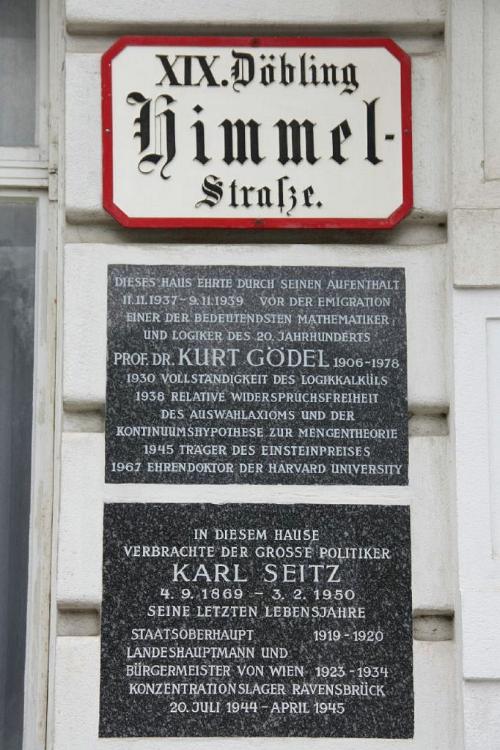 XIX. Döbling
Himmel-
Straſze.
DIESES HAUS EHRTE DURCH SEINEN AUFENTHALT
11.11.1937 - 9.11.1939 VOR DER EMIGRATION
EINER DER BEDEUTENDSTEN MATHEMATIKER
UND LOGIKER DES 20. JAHRHUNDERTS
PROF. DR. KURT GÖDEL 1906-1978
1930 VOLLSTÄNDIGKEIT DES LOGIKKALKÜLS
1938 RELATIVE WIDERSPRUCHSFREIHEIT
DES AUSWAHLAXIOMS UND DER
KONTINUUMSHYPOTHESE ZUR MENGENTHEORIE
1945 TRÄGER DES EINSTEINPREISES
1967 EHRENDOKTOR DER HARVARD UNIVERSITY
IN DIESEM HAUSE
VERBRACHTE DER GROSSE POLITIKER
KARL SEITZ
4. 9. 1869 - 3. 2. 1950
SEINE LETZTEN LEBENSJAHRE
STAATSOBERHAUPT 1919 - 1920
LANDESHAUPTMANN UND
BÜRGERMEISTER VON WIEN 1923 - 1934
KONZENTRATIONSLAGER RAVENSBRÜCK
20. JULI 1944 - APRIL 1945